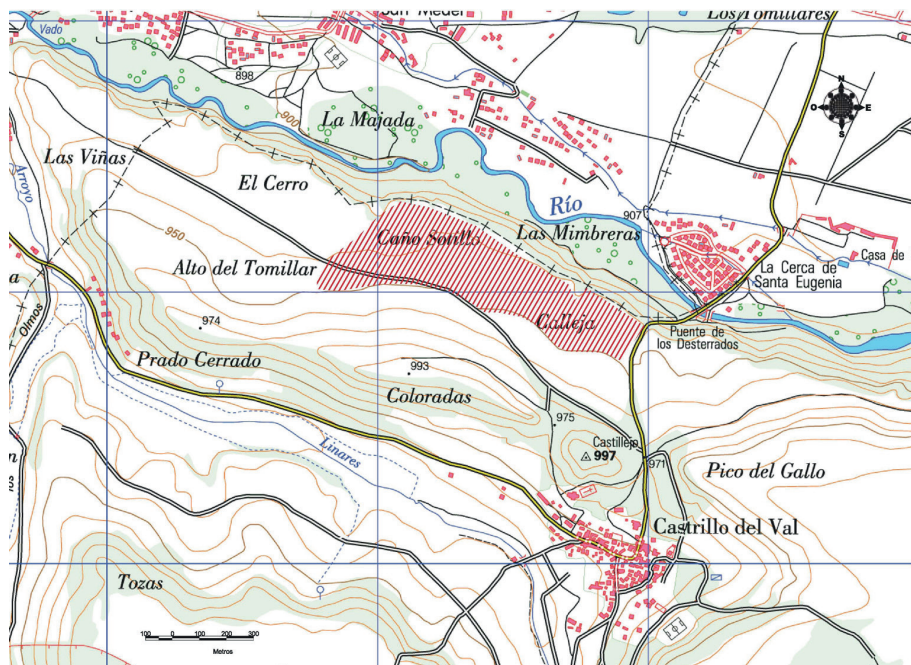 San Medel
Los Tomillares
Vado
898
900
N
O
E
S
La Majada
Las Viñas
El Cerro
Río
907
Arroyo
950
Caño Sotillo
Las Mimbreras
Casa de
La Cerca de
Santa Eugenia
Alto del Tomillar
a
Olmos
974
Calleja
Puente de
los Desterrados
Prado Cerrado
993
Coloradas
975
Castillejo
997
971
Pico del Gallo
Linares
n
Castrillo del Val
Tozas
100 0 100 200 300
Metros